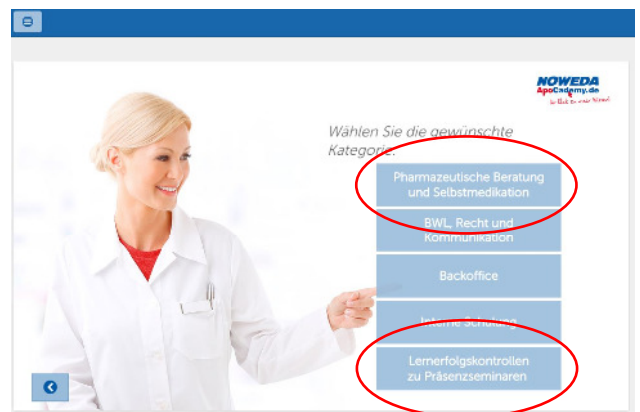 NOWEDA
ApoCademy.de
Wählen Sie die gewünschte
Kategorie:
Pharmazeutische Beratung
und Selbstmedikation
BWL, Recht und
Kommunikation
Backoffice
Interne Schulung
Lernerfolgskontrollen
zu Präsenzseminaren